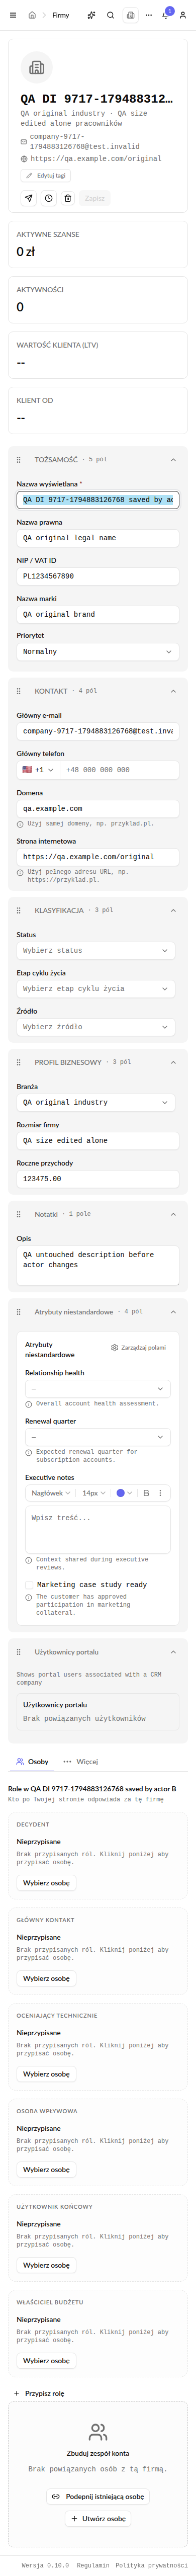 Firmy
1
QA DI 9717-179488312...
QA original industry · QA size
edited alone pracowników
company-9717-
1794883126768@test.invalid
https://qa.example.com/original
Edytuj tagi
Zapisz
AKTYWNE SZANSE
0 zł
AKTYWNOŚCI
0
WARTOŚĆ KLIENTA (LTV)
--
KLIENT OD
--
TOŻSAMOŚĆ · 5 pól
Nazwa wyświetlana *
QA DI 9717-1794883126768 saved by act
Nazwa prawna
QA original legal name
NIP / VAT ID
PL1234567890
Nazwa marki
QA original brand
Priorytet
Normalny
KONTAKT · 4 pól
Główny e-mail
company-9717-1794883126768@test.inva
Główny telefon
+1
+48 000 000 000
Domena
qa.example.com
Użyj samej domeny, np. przyklad.pl.
Strona internetowa
https://qa.example.com/original
Użyj pełnego adresu URL, np.
https://przyklad.pl.
KLASYFIKACJA · 3 pól
Status
Wybierz status
Etap cyklu życia
Wybierz etap cyklu życia
Źródło
Wybierz źródło
PROFIL BIZNESOWY · 3 pól
Branża
QA original industry
Rozmiar firmy
QA size edited alone
Roczne przychody
123475.00
Notatki · 1 pole
Opis
QA untouched description before
actor changes
Atrybuty niestandardowe · 4 pól
Atrybuty
niestandardowe
Zarządzaj polami
Relationship health
—
Overall account health assessment.
Renewal quarter
—
Expected renewal quarter for
subscription accounts.
Executive notes
Nagłówek
14px
B
Wpisz treść...
Context shared during executive
reviews.
Marketing case study ready
The customer has approved
participation in marketing
collateral.
Użytkownicy portalu
Shows portal users associated with a CRM
company
Użytkownicy portalu
Brak powiązanych użytkowników
Osoby
Więcej
Role w QA DI 9717-1794883126768 saved by actor B
Kto po Twojej stronie odpowiada za tę firmę
DECYDENT
Nieprzypisane
Brak przypisanych ról. Kliknij poniżej aby
przypisać osobę.
Wybierz osobę
GŁÓWNY KONTAKT
Nieprzypisane
Brak przypisanych ról. Kliknij poniżej aby
przypisać osobę.
Wybierz osobę
OCENIAJĄCY TECHNICZNIE
Nieprzypisane
Brak przypisanych ról. Kliknij poniżej aby
przypisać osobę.
Wybierz osobę
OSOBA WPŁYWOWA
Nieprzypisane
Brak przypisanych ról. Kliknij poniżej aby
przypisać osobę.
Wybierz osobę
UŻYTKOWNIK KOŃCOWY
Nieprzypisane
Brak przypisanych ról. Kliknij poniżej aby
przypisać osobę.
Wybierz osobę
WŁAŚCICIEL BUDŻETU
Nieprzypisane
Brak przypisanych ról. Kliknij poniżej aby
przypisać osobę.
Wybierz osobę
Przypisz rolę
Zbuduj zespół konta
Brak powiązanych osób z tą firmą.
Podepnij istniejącą osobę
Utwórz osobę
Wersja 0.10.0 Regulamin Polityka prywatności